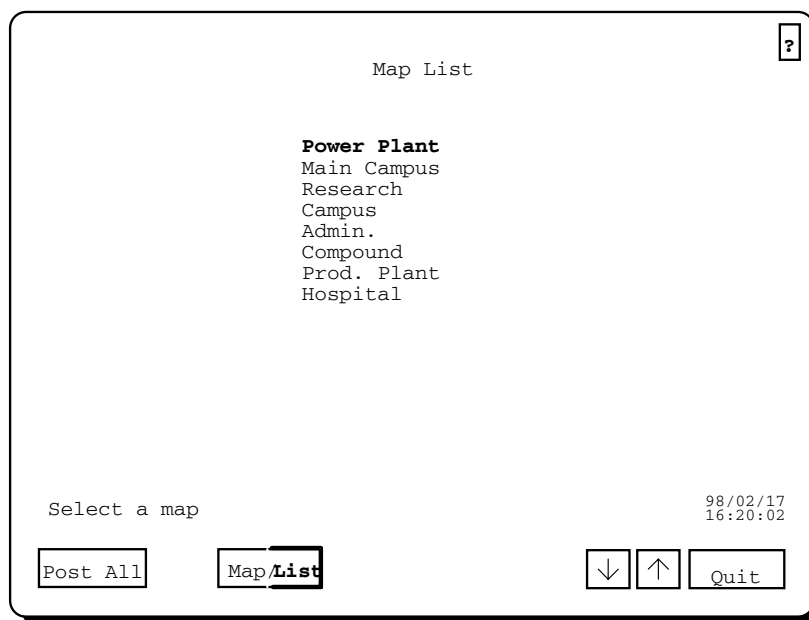 ?
Map List
Power Plant
Main Campus
Research
Campus
Admin.
Compound
Prod. Plant
Hospital
Select a map
98/02/17
16:20:02
Post All
Map/List
↓ ↑ Quit